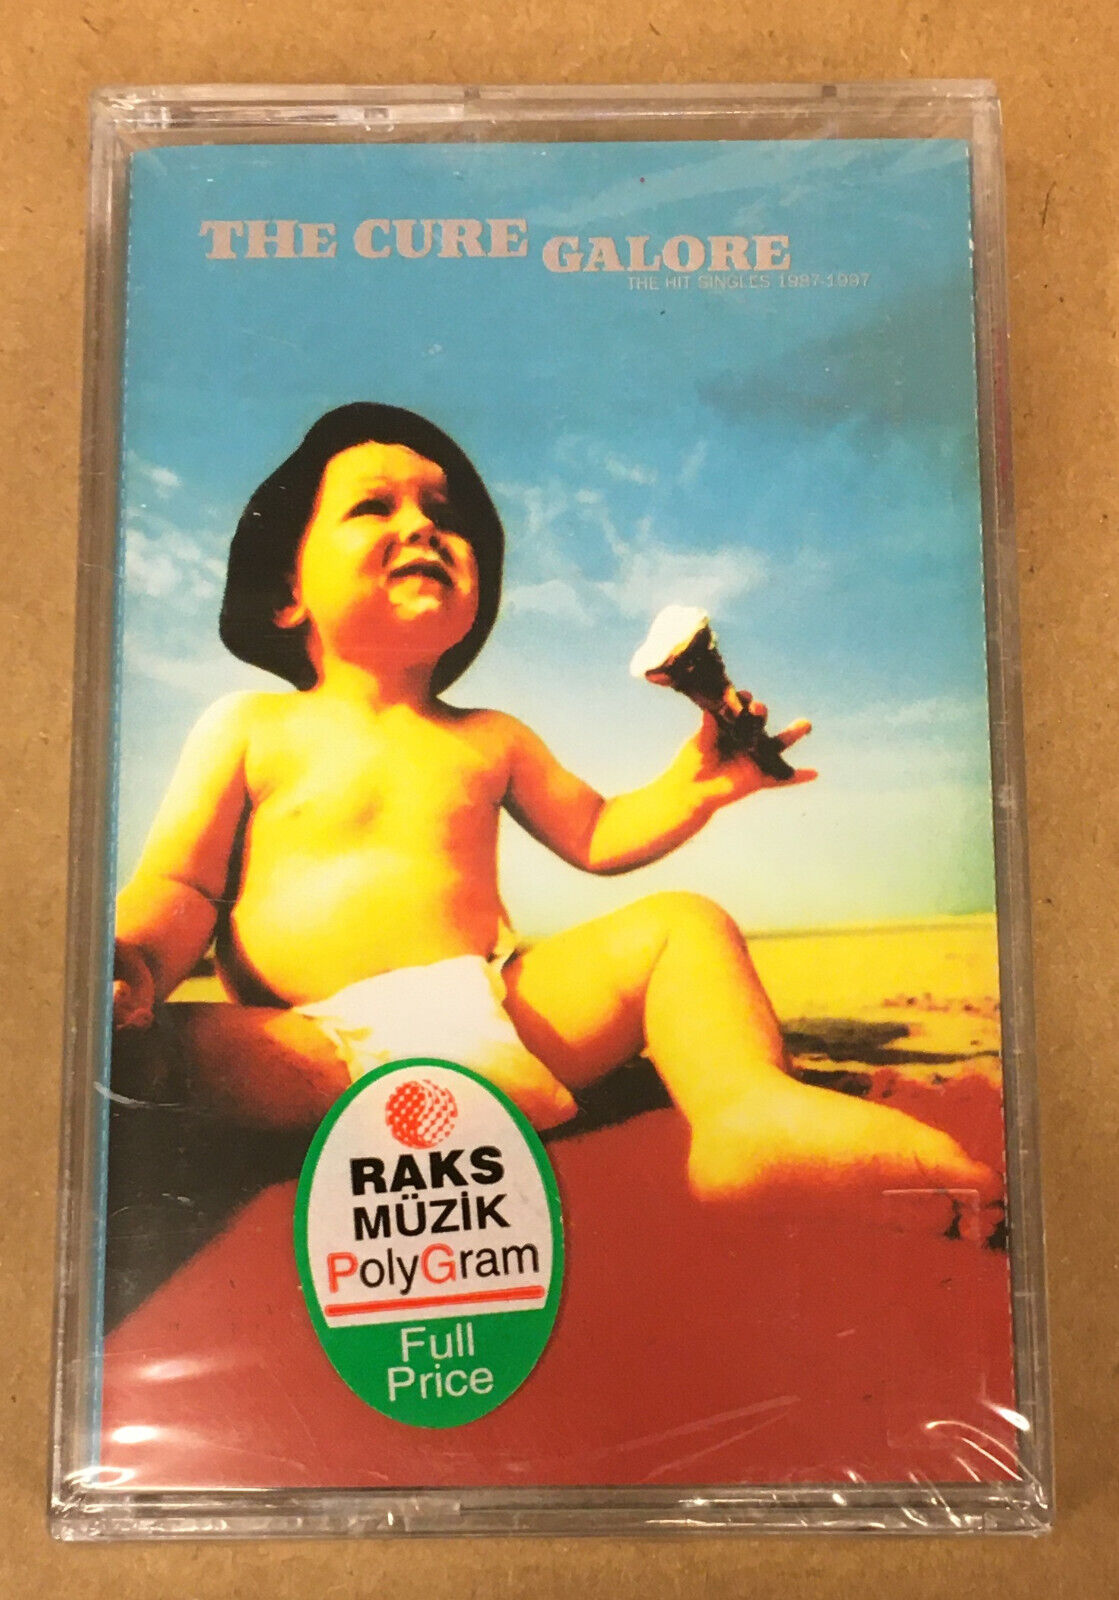 THE CURE GALORE
THE HIT SINGLES 1987-1997
RAKS
MÜZİK
PolyGram
Full
Price